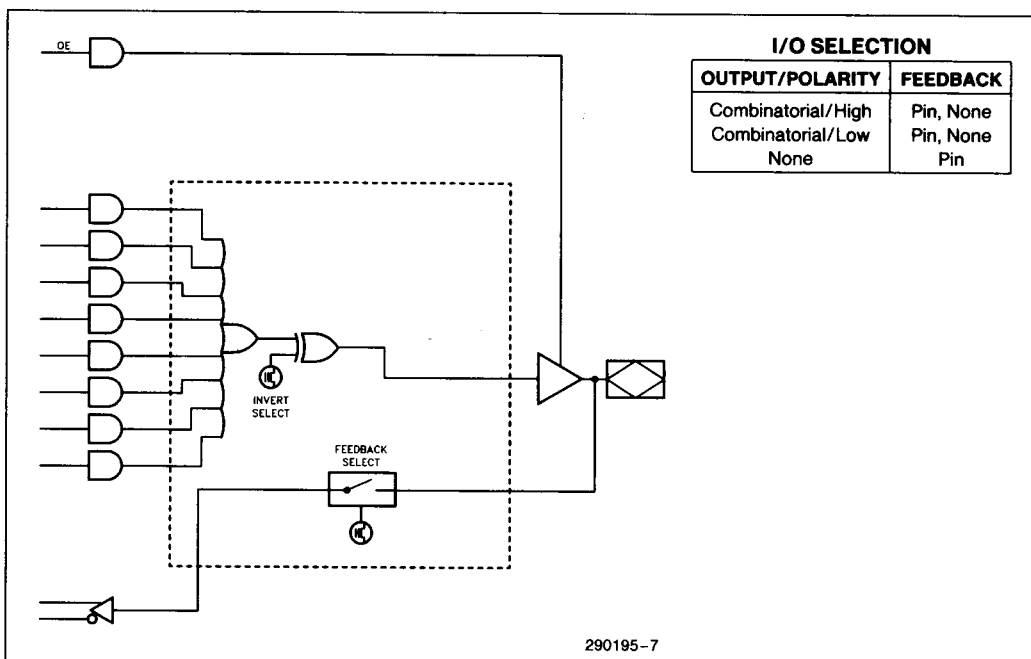 OE
I/O SELECTION
OUTPUT/POLARITY FEEDBACK
Combinatorial/High Pin, None
Combinatorial/Low Pin, None
None Pin
INVERT
SELECT
FEEDBACK
SELECT
290195-7